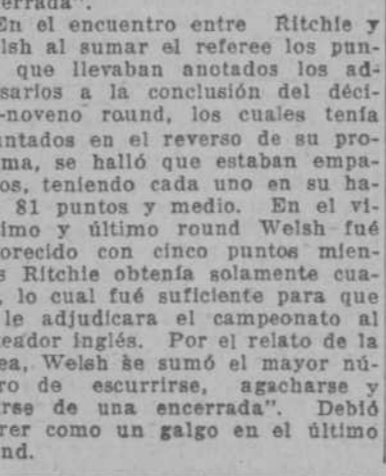 errada".
En el encuentro entre Ritchie y
lsh al sumar el referee los pun-
que llevaban anotados los ad-
sarios a la conclusión del déci-
-noveno round, los cuales tenía
untados en el reverso de su pro-
ma, se halló que estaban empa-
os, teniendo cada uno en su ha-
81 puntos y medio. En el vi-
imo y último round Welsh fué
orecido con cinco puntos mien-
s Ritchie obtenía solamente cua-
, lo cual fué suficiente para que
le adjudicara el campeonato al
eador inglés. Por el relato de la
ea, Welsh se sumó el mayor nú-
ro de escurrirse, agacharse y
rse de una encerrada". Debió
rer como un galgo en el último
nd.